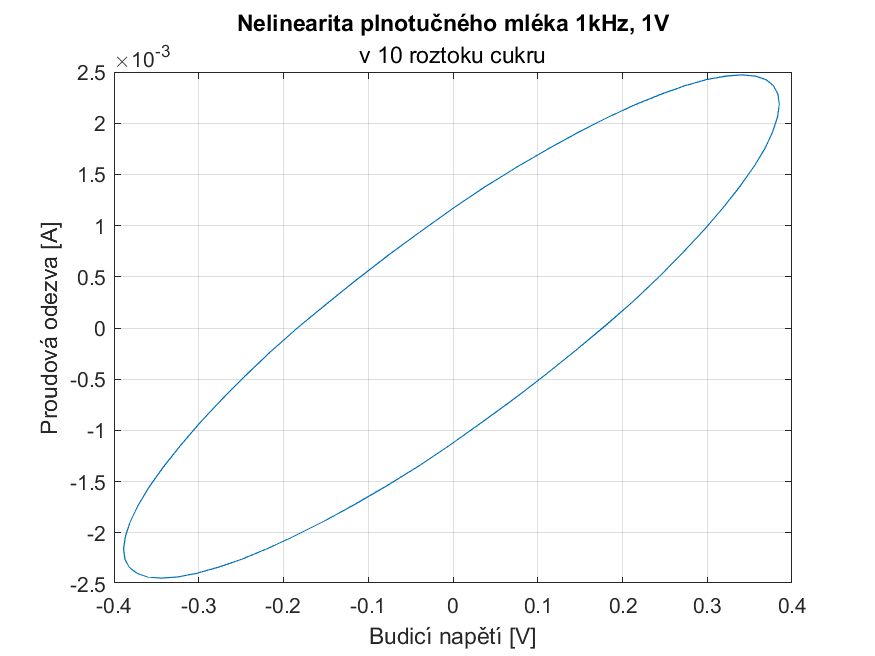 Nelinearita plnotučného mléka 1kHz, 1V
v 10 roztoku cukru
×10-3
2.5
2
1.5
1
0.5
0
-0.5
-1
-1.5
-2
-2.5
Proudová odezva [A]
-0.4 -0.3 -0.2 -0.1 0 0.1 0.2 0.3 0.4
Budicí napětí [V]